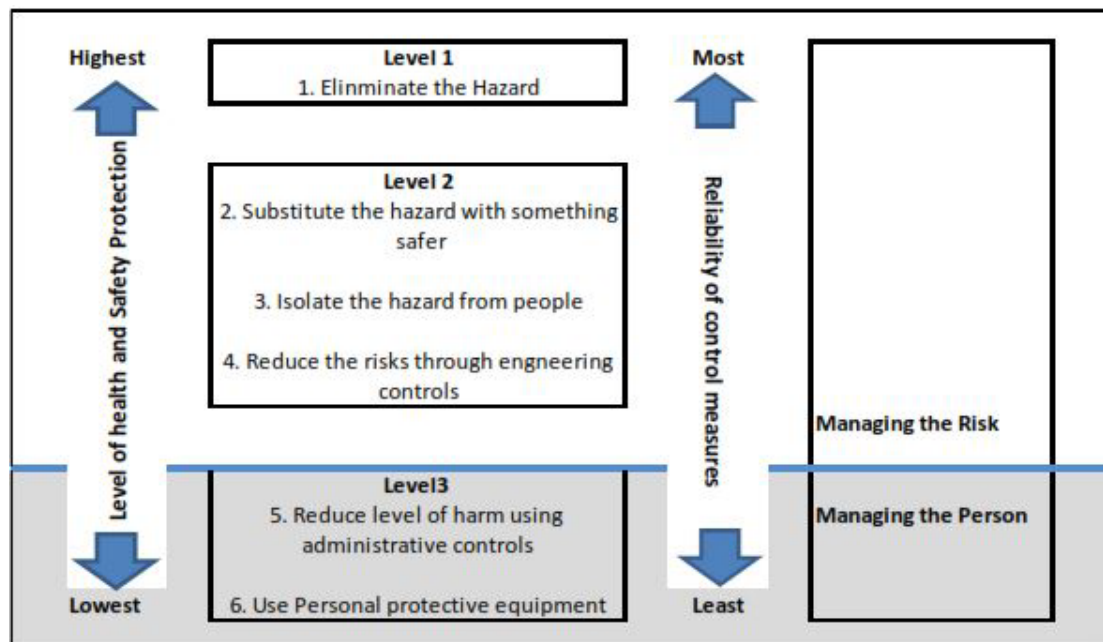 Highest
Level 1
Most
1. Elinminate the Hazard
Level of health and Safety Protection
Level 2
2. Substitute the hazard with something
safer
3. Isolate the hazard from people
4. Reduce the risks through engneering
controls
Reliability of control measures
Managing the Risk
Level3
5. Reduce level of harm using
administrative controls
Managing the Person
6. Use Personal protective equipment
Lowest
Least